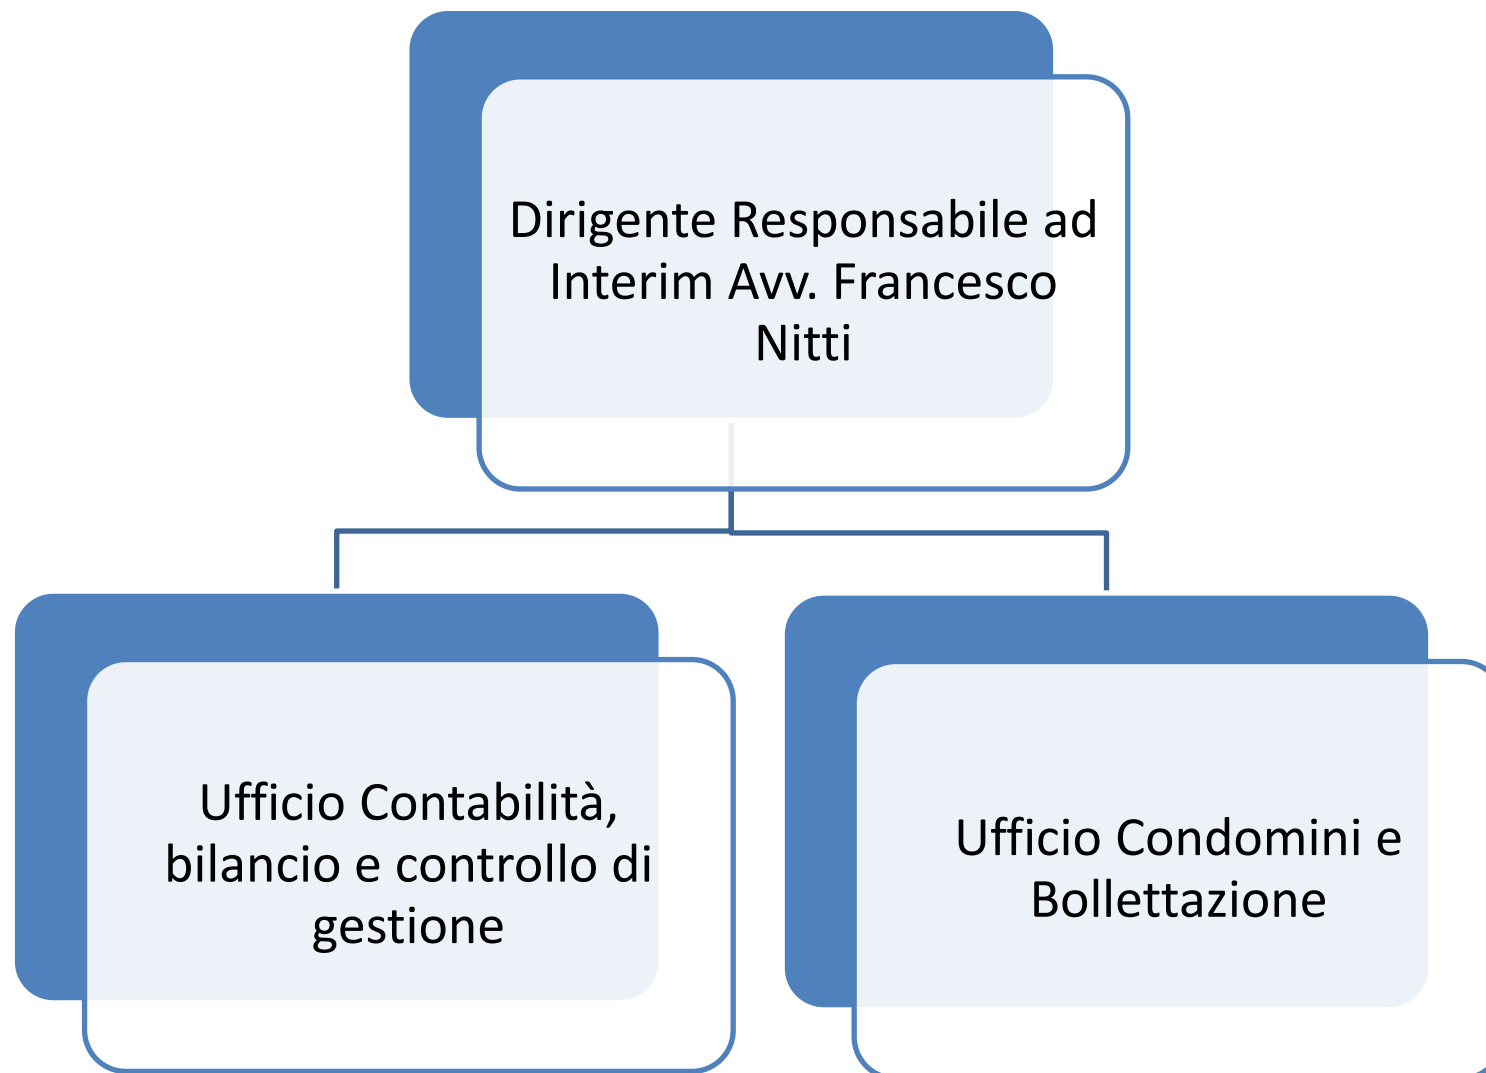 Dirigente Responsabile ad
Interim Avv. Francesco
Nitti
Ufficio Contabilità,
bilancio e controllo di
gestione
Ufficio Condomini e
Bollettazione